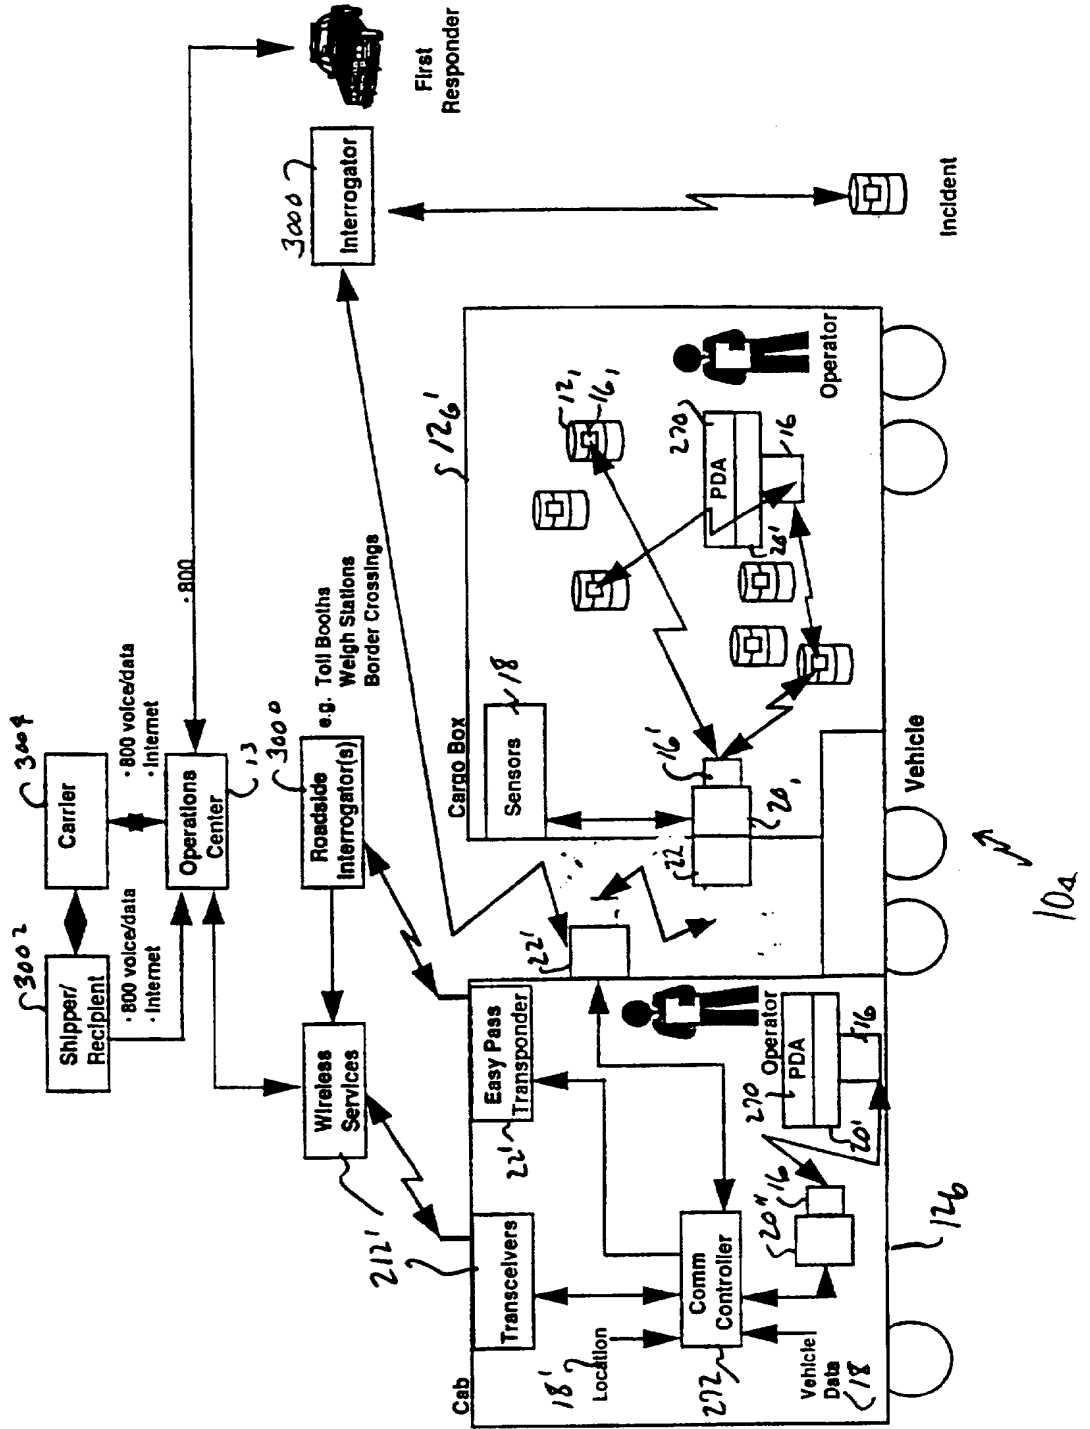 3002
Shipper/
Recipient
3004
Carrier
· 800 voice/data
· Internet
· 800 voice/data
· Internet
Operations
Center
13
· 800
First
Responder
Wireless
Services
212'
Roadside
Interrogator(s)
3000
e.g. Toll Booths
Weigh Stations
Border Crossings
3000
Interrogator
Incident
Cab
Transceivers
Easy Pass
Transponder
22'
22'
18'
Location
Comm
Controller
272
Vehicle
Data
18
20"
16
Operator
270
PDA
20'
16
126
Cargo Box
126'
Sensors
18
22
16'
20,
12,
16,
270
PDA
20'
16
Operator
Vehicle
10a